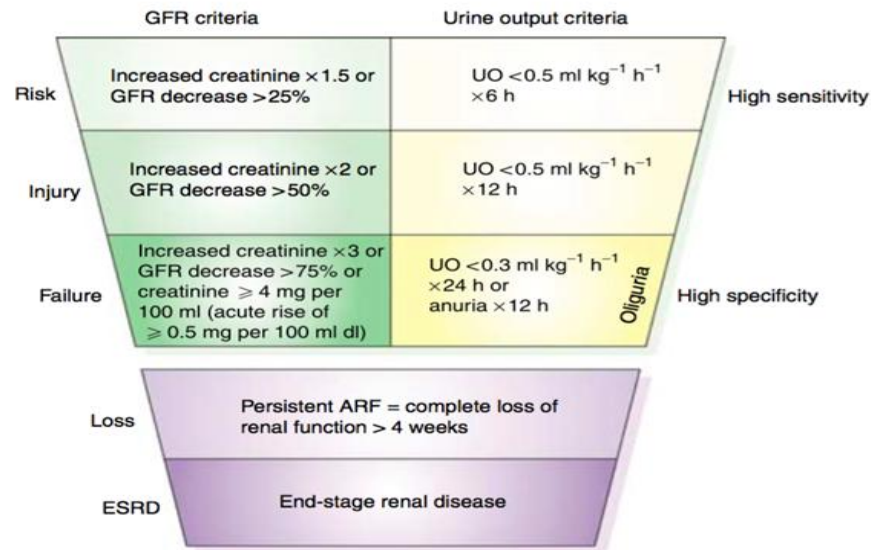 GFR criteria
Urine output criteria
Risk
Increased creatinine ×1.5 or
GFR decrease >25%
UO <0.5 ml kg⁻¹ h⁻¹
×6 h
High sensitivity
Injury
Increased creatinine ×2 or
GFR decrease >50%
UO <0.5 ml kg⁻¹ h⁻¹
×12 h
Failure
Increased creatinine ×3 or
GFR decrease >75% or
creatinine ⩾ 4 mg per
100 ml (acute rise of
⩾ 0.5 mg per 100 ml dl)
UO <0.3 ml kg⁻¹ h⁻¹
×24 h or
anuria ×12 h
Oliguria
High specificity
Loss
Persistent ARF = complete loss of
renal function > 4 weeks
ESRD
End-stage renal disease